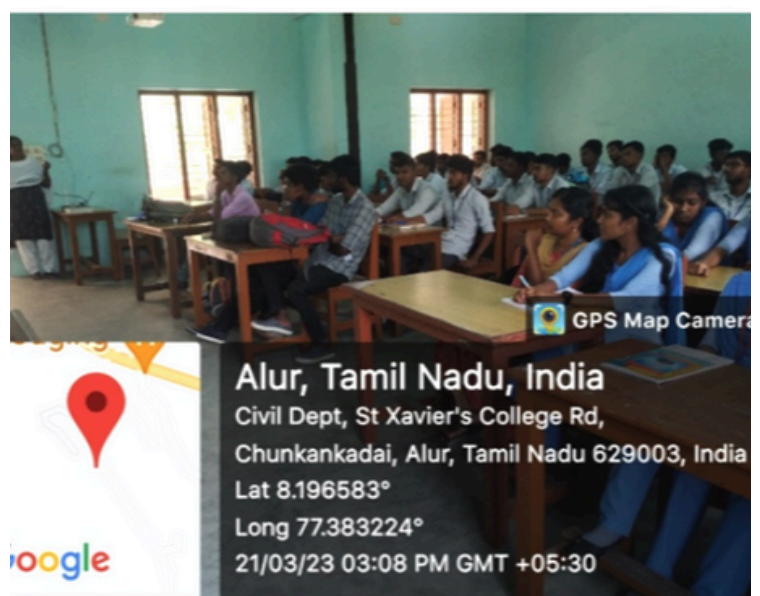 GPS Map Camera
Alur, Tamil Nadu, India
Civil Dept, St Xavier's College Rd,
Chunkankadai, Alur, Tamil Nadu 629003, India
Lat 8.196583°
Long 77.383224°
21/03/23 03:08 PM GMT +05:30
oogle